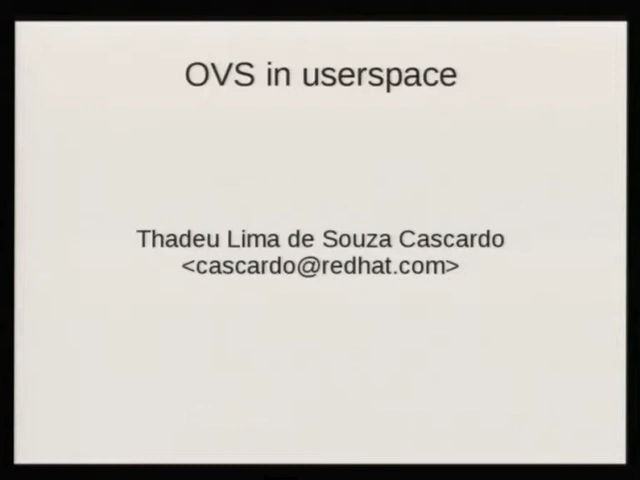 OVS in userspace
Thadeu Lima de Souza Cascardo
<cascardo@redhat.com>